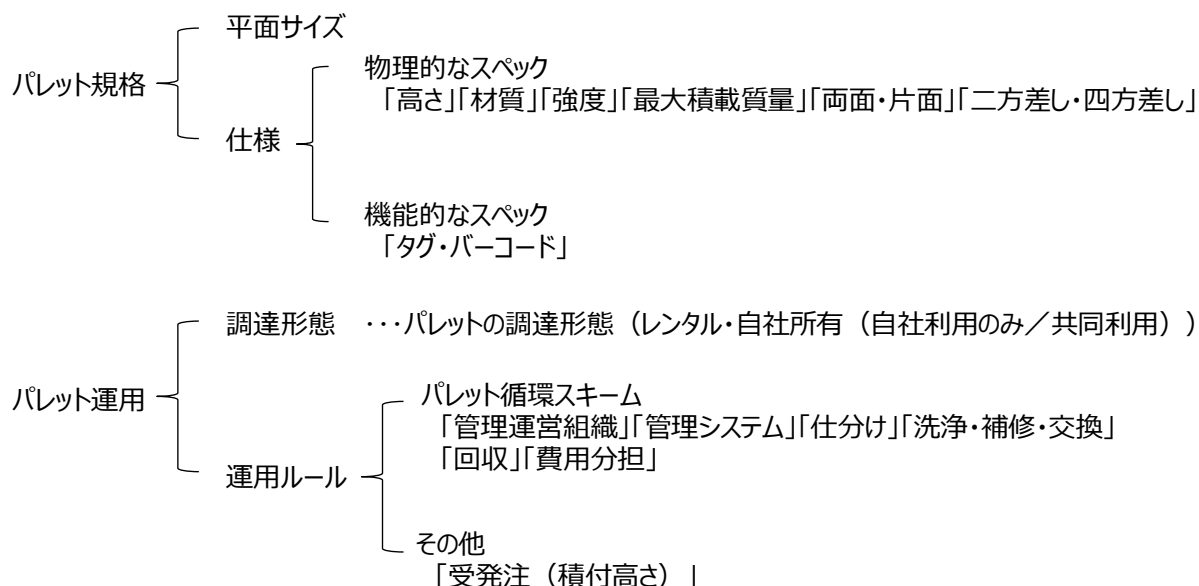 平面サイズ
パレット規格
物理的なスペック
「高さ」「材質」「強度」「最大積載質量」「両面・片面」「二方差し・四方差し」
仕様
機能的なスペック
「タグ・バーコード」
調達形態 ・・・パレットの調達形態（レンタル・自社所有（自社利用のみ／共同利用））
パレット運用
パレット循環スキーム
「管理運営組織」「管理システム」「仕分け」「洗浄・補修・交換」
「回収」「費用分担」
運用ルール
その他
「受発注（積付高さ）」